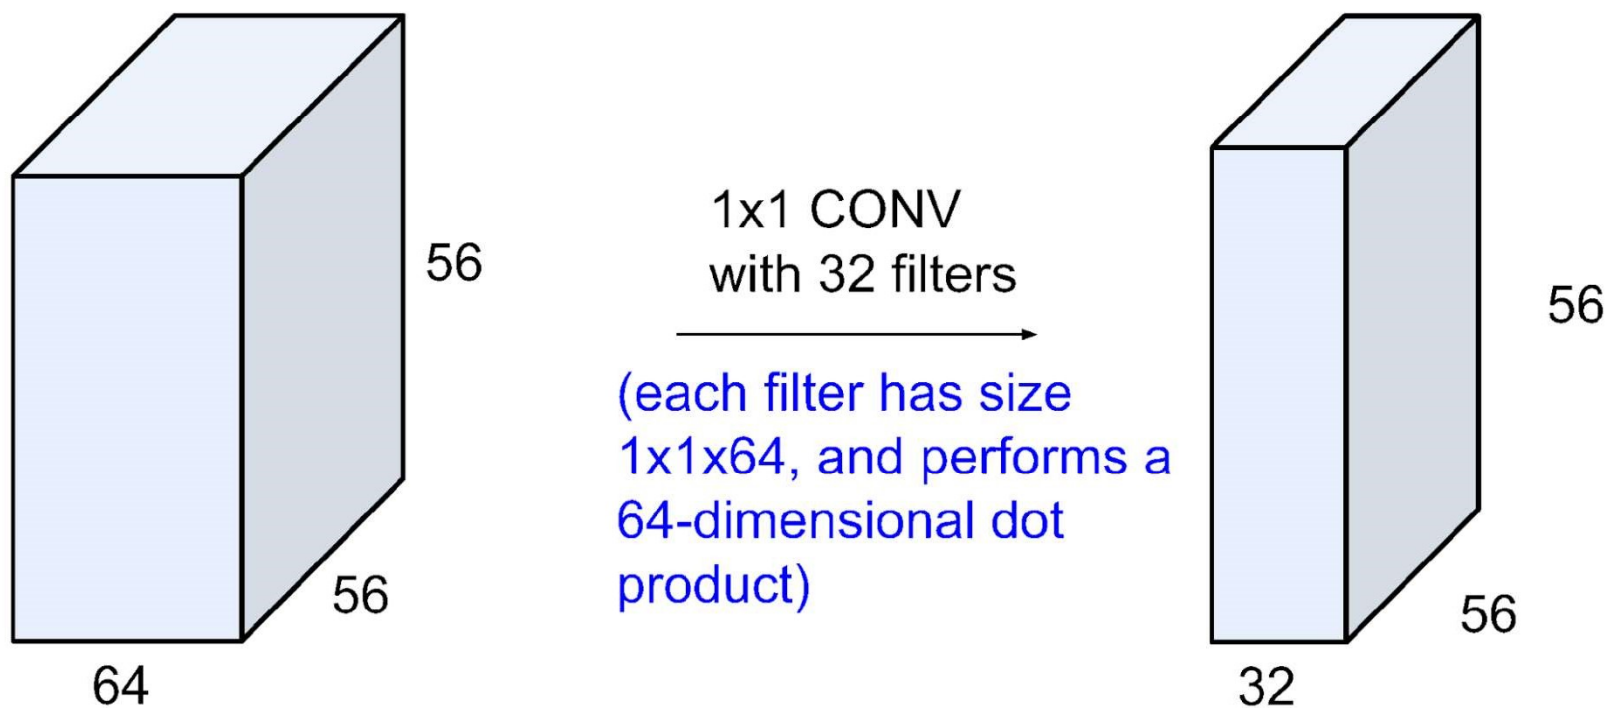 56
56
64
1x1 CONV
with 32 filters
(each filter has size
1x1x64, and performs a
64-dimensional dot
product)
56
56
32